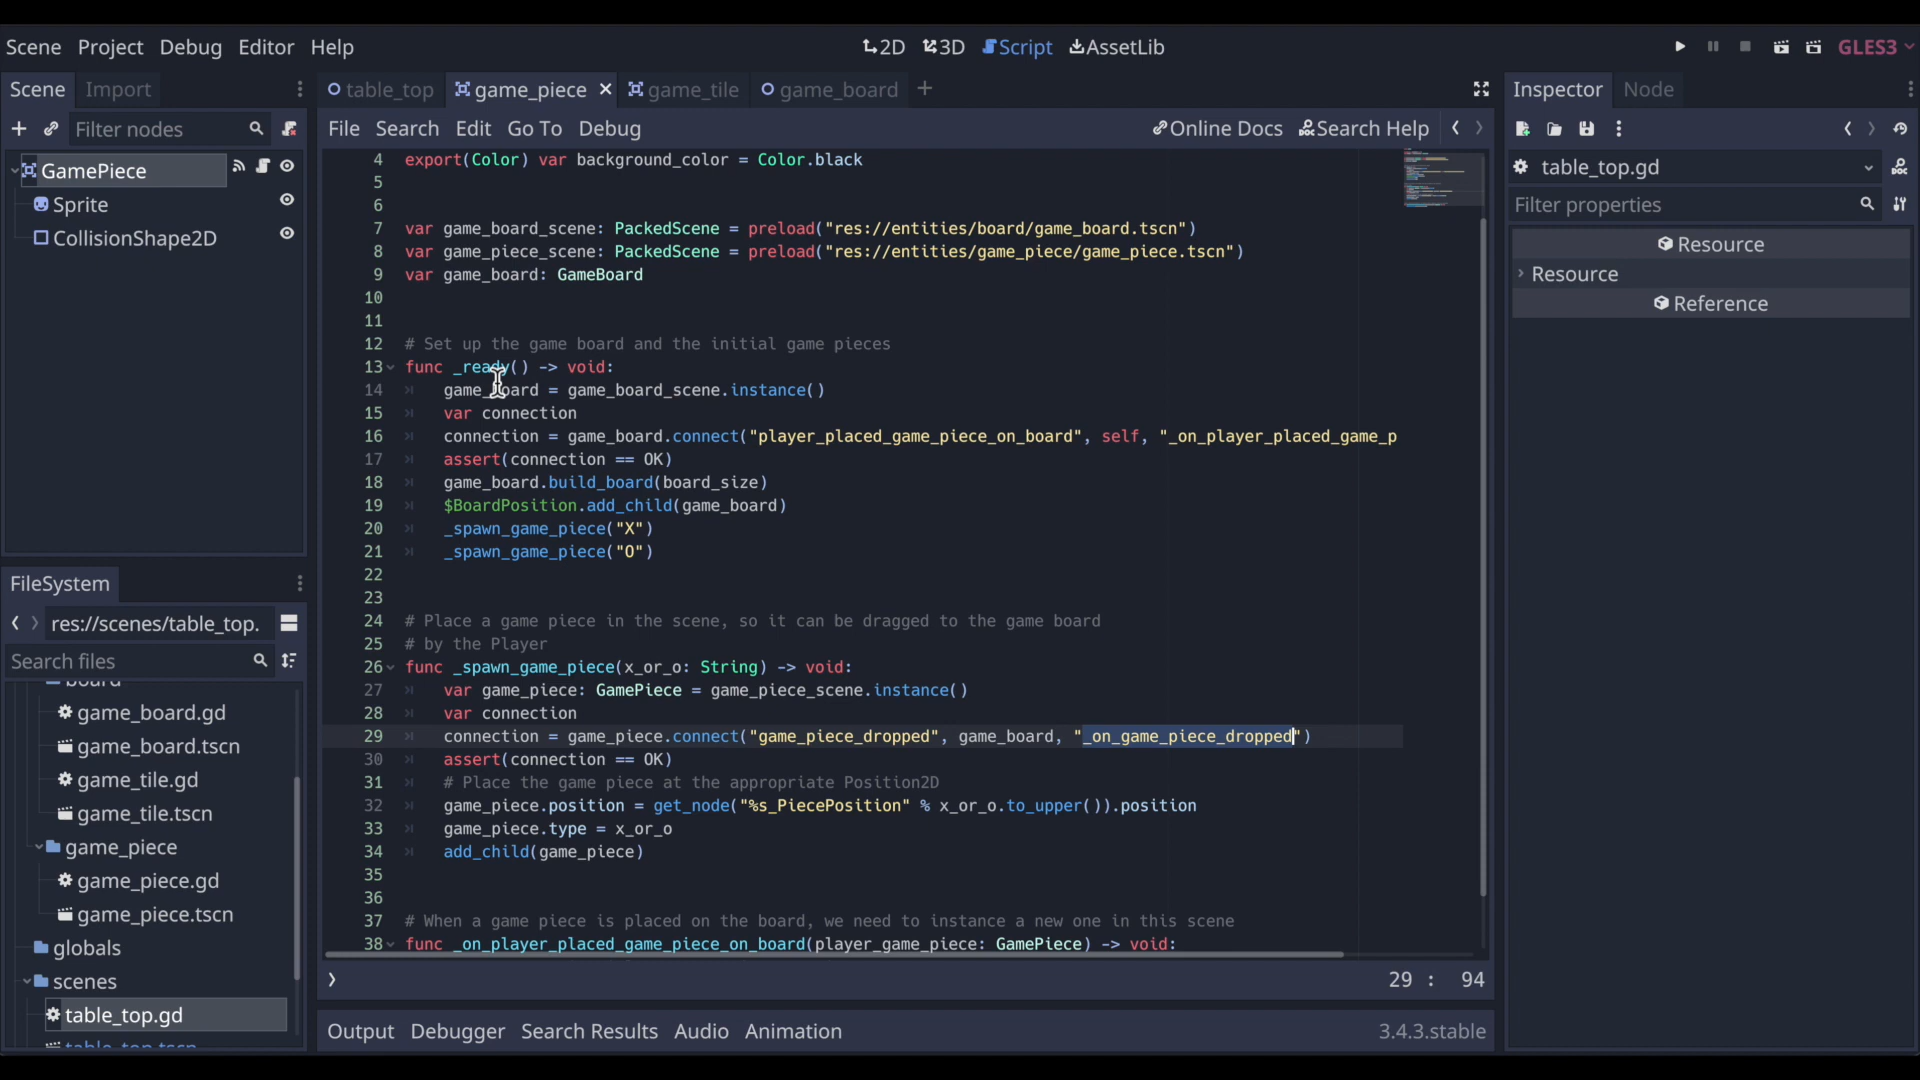 Scene Project Debug Editor Help
2D 3D Script AssetLib
GLES3
Scene Import
table_top game_piece game_tile game_board
Inspector Node
Filter nodes
File Search Edit Go To Debug
Online Docs Search Help
GamePiece
Sprite
CollisionShape2D
FileSystem
res://scenes/table_top.
Search files
board
game_board.gd
game_board.tscn
game_tile.gd
game_tile.tscn
game_piece
game_piece.gd
game_piece.tscn
globals
scenes
table_top.gd
table_top.tscn
4 export(Color) var background_color = Color.black
5
6
7 var game_board_scene: PackedScene = preload("res://entities/board/game_board.tscn")
8 var game_piece_scene: PackedScene = preload("res://entities/game_piece/game_piece.tscn")
9 var game_board: GameBoard
10
11
12 # Set up the game board and the initial game pieces
13 func _ready() -> void:
14 game_board = game_board_scene.instance()
15 var connection
16 connection = game_board.connect("player_placed_game_piece_on_board", self, "_on_player_placed_game_p
17 assert(connection == OK)
18 game_board.build_board(board_size)
19 $BoardPosition.add_child(game_board)
20 _spawn_game_piece("X")
21 _spawn_game_piece("O")
22
23
24 # Place a game piece in the scene, so it can be dragged to the game board
25 # by the Player
26 func _spawn_game_piece(x_or_o: String) -> void:
27 var game_piece: GamePiece = game_piece_scene.instance()
28 var connection
29 connection = game_piece.connect("game_piece_dropped", game_board, "_on_game_piece_dropped")
30 assert(connection == OK)
31 # Place the game piece at the appropriate Position2D
32 game_piece.position = get_node("%s_PiecePosition" % x_or_o.to_upper()).position
33 game_piece.type = x_or_o
34 add_child(game_piece)
35
36
37 # When a game piece is placed on the board, we need to instance a new one in this scene
38 func _on_player_placed_game_piece_on_board(player_game_piece: GamePiece) -> void:
29 : 94
Output Debugger Search Results Audio Animation
3.4.3.stable
table_top.gd
Filter properties
Resource
Resource
Reference